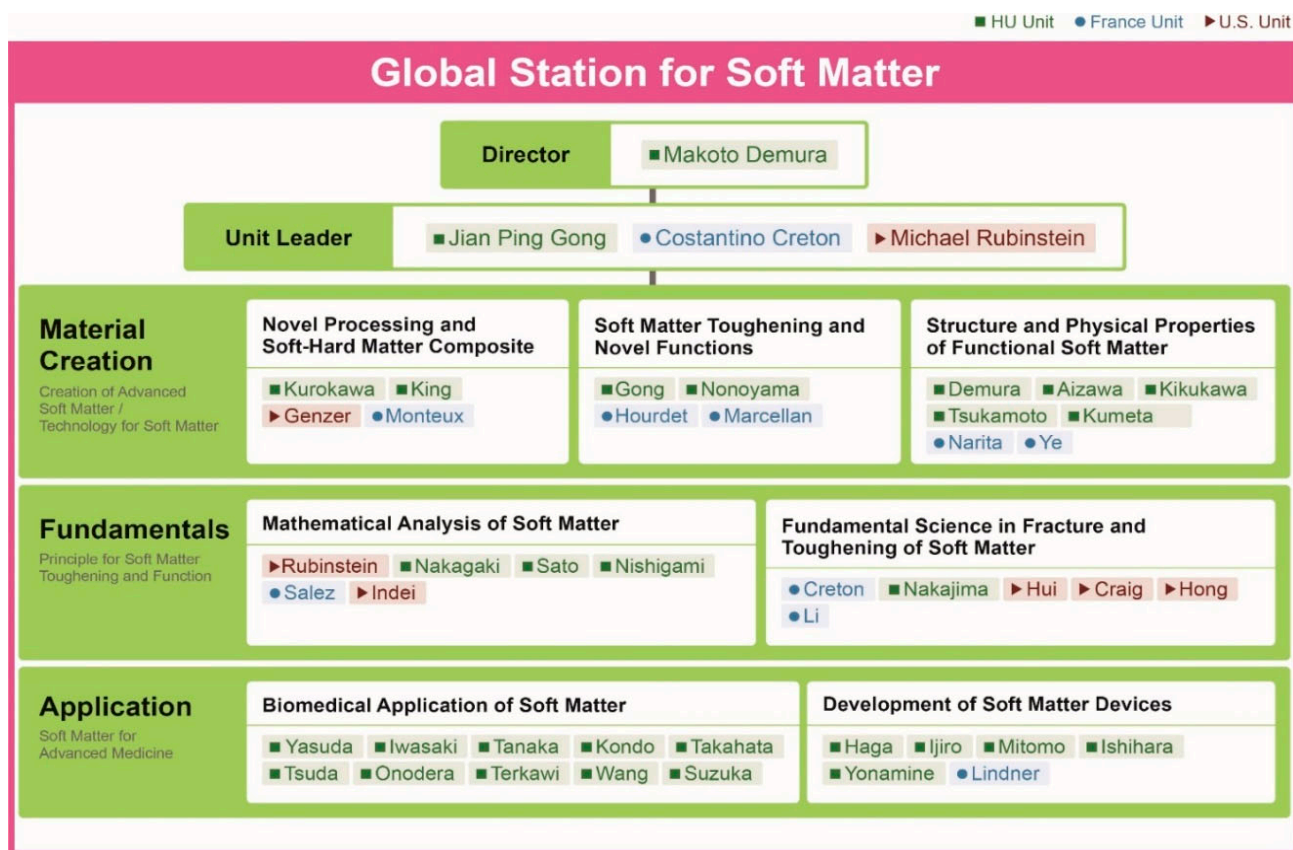 ■ HU Unit ● France Unit ▶ U.S. Unit
Global Station for Soft Matter
Director
■ Makoto Demura
Unit Leader
■ Jian Ping Gong ● Costantino Creton ▶ Michael Rubinstein
Material
Creation
Creation of Advanced
Soft Matter /
Technology for Soft Matter
Novel Processing and
Soft-Hard Matter Composite
■ Kurokawa ■ King
▶ Genzer ● Monteux
Soft Matter Toughening and
Novel Functions
■ Gong ■ Nonoyama
● Hourdet ● Marcellan
Structure and Physical Properties
of Functional Soft Matter
■ Demura ■ Aizawa ■ Kikukawa
■ Tsukamoto ■ Kumeta
● Narita ● Ye
Fundamentals
Principle for Soft Matter
Toughening and Function
Mathematical Analysis of Soft Matter
▶ Rubinstein ■ Nakagaki ■ Sato ■ Nishigami
● Salez ▶ Indei
Fundamental Science in Fracture and
Toughening of Soft Matter
● Creton ■ Nakajima ▶ Hui ▶ Craig ▶ Hong
● Li
Application
Soft Matter for
Advanced Medicine
Biomedical Application of Soft Matter
■ Yasuda ■ Iwasaki ■ Tanaka ■ Kondo ■ Takahata
■ Tsuda ■ Onodera ■ Terkawi ■ Wang ■ Suzuka
Development of Soft Matter Devices
■ Haga ■ Ijiro ■ Mitomo ■ Ishihara
■ Yonamine ● Lindner